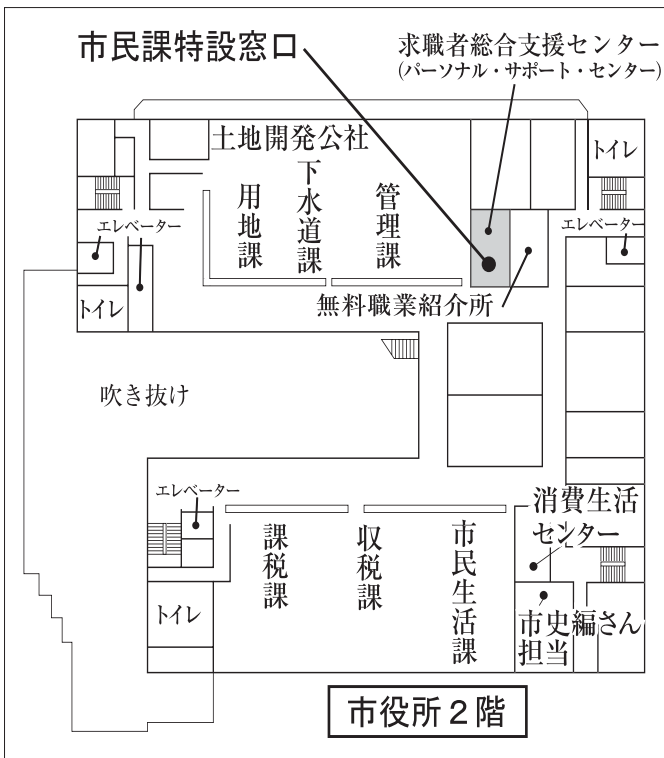 市民課特設窓口
求職者総合支援センター
(パーソナル・サポート・センター)
土地開発公社
トイレ
用地課
下水道課
管理課
エレベーター
エレベーター
トイレ
無料職業紹介所
吹き抜け
エレベーター
消費生活
センター
課税課
収税課
市民生活課
トイレ
市史編さん
担当
市役所2階